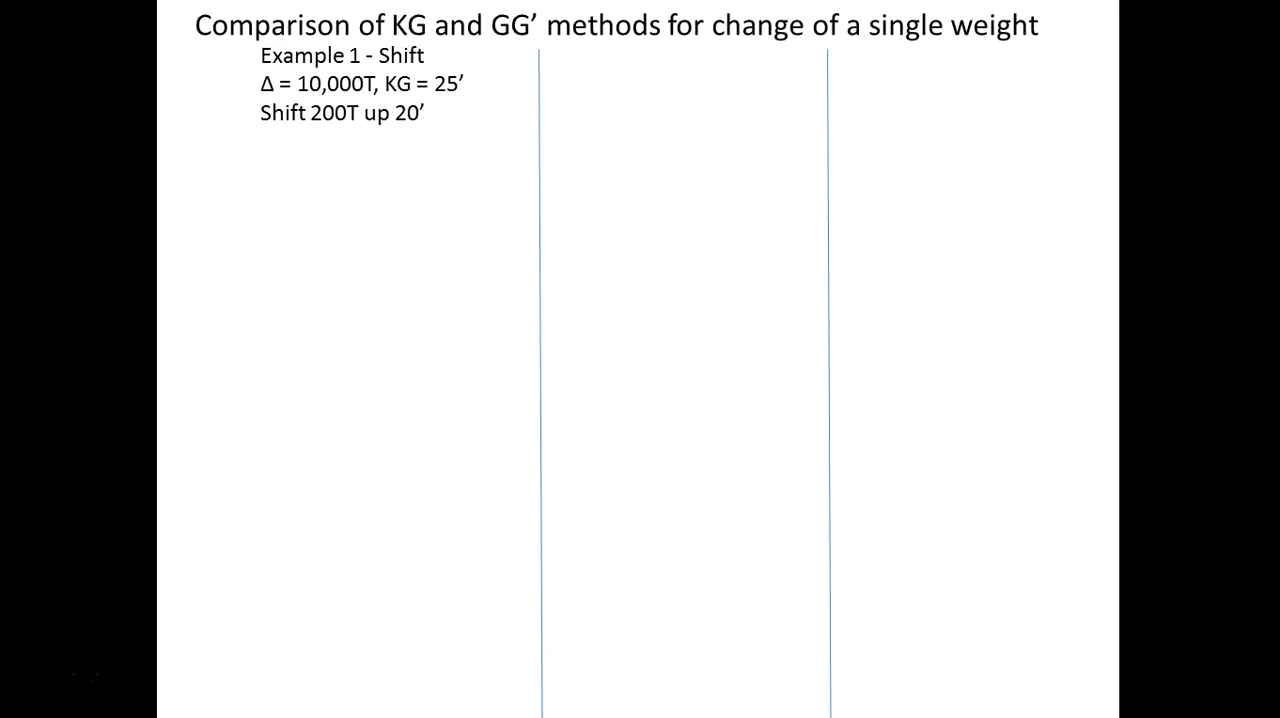 Comparison of KG and GG’ methods for change of a single weight
Example 1 - Shift
Δ = 10,000T, KG = 25’
Shift 200T up 20’